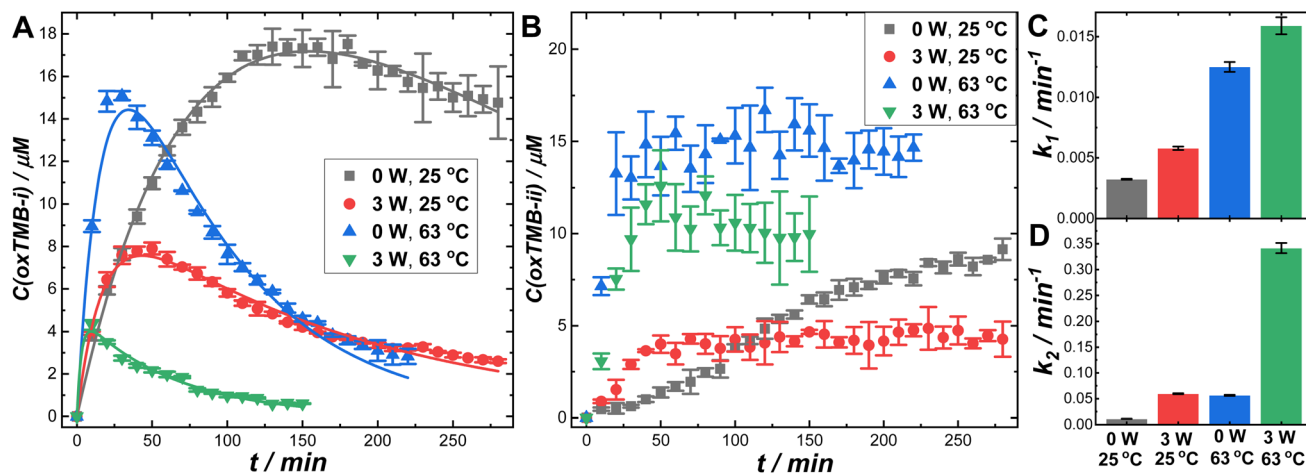 A
C(oxTMB-i) / μM
18
16
14
12
10
8
6
4
2
0
0 W, 25 °C
3 W, 25 °C
0 W, 63 °C
3 W, 63 °C
0 50 100 150 200 250
t / min
B
C(oxTMB-ii) / μM
20
15
10
5
0
0 W, 25 °C
3 W, 25 °C
0 W, 63 °C
3 W, 63 °C
0 50 100 150 200 250
t / min
C
k1 / min-1
0.015
0.010
0.005
0.000
D
k2 / min-1
0.35
0.30
0.25
0.20
0.15
0.10
0.05
0.00
0 W 3 W 0 W 3 W
25 °C 25 °C 63 °C 63 °C